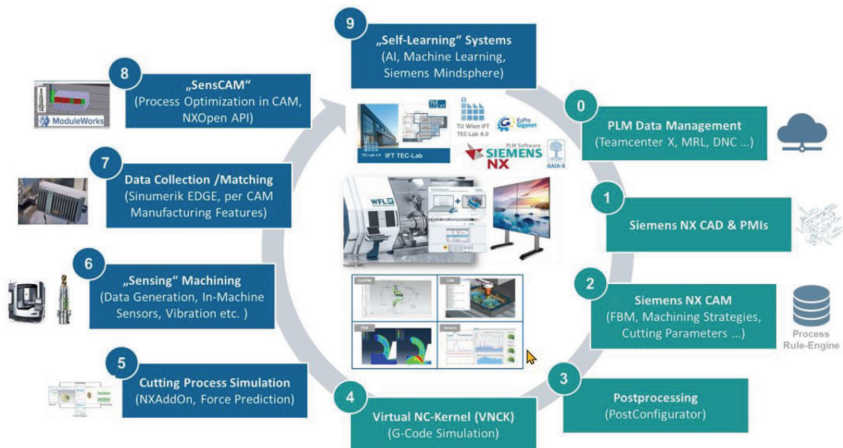 9
„Self-Learning“ Systems
(AI, Machine Learning,
Siemens Mindsphere)
0
PLM Data Management
(Teamcenter X, MRL, DNC ...)
1
Siemens NX CAD & PMIs
2
Siemens NX CAM
(FBM, Machining Strategies,
Cutting Parameters ...)
Process
Rule-Engine
3
Postprocessing
(PostConfigurator)
4
Virtual NC-Kernel (VNCK)
(G-Code Simulation)
5
Cutting Process Simulation
(NXAddOn, Force Prediction)
6
„Sensing“ Machining
(Data Generation, In-Machine
Sensors, Vibration etc. )
7
Data Collection /Matching
(Sinumerik EDGE, per CAM
Manufacturing Features)
8
„SensCAM“
(Process Optimization in CAM,
NXOpen API)
ModuleWorks
IFT TEC-Lab
TU Wien IFT
TEC-Lab 4.0
EuPro
Giganet
PLM Software
SIEMENS
NX
GAIA-X
WFL